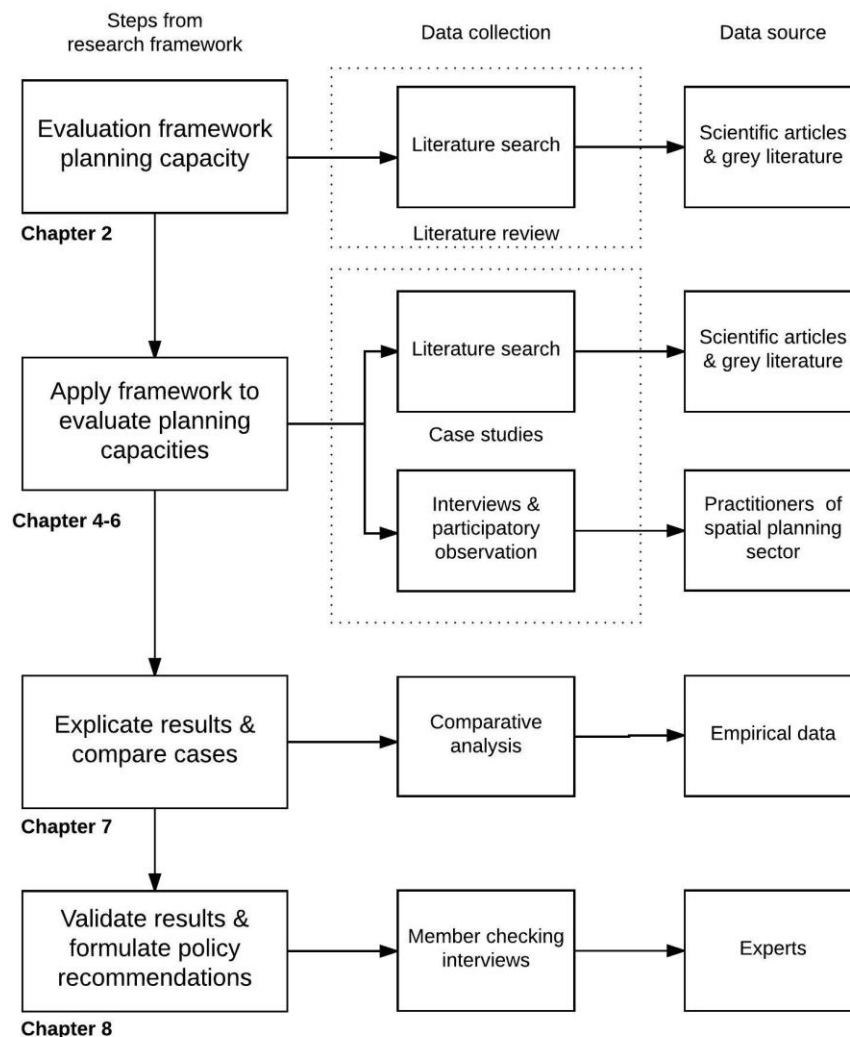 Steps from
research framework
Data collection
Data source
Evaluation framework
planning capacity
Chapter 2
Literature search
Literature review
Scientific articles
& grey literature
Apply framework to
evaluate planning
capacities
Chapter 4-6
Literature search
Case studies
Interviews &
participatory
observation
Scientific articles
& grey literature
Practitioners of
spatial planning
sector
Explicate results &
compare cases
Chapter 7
Comparative
analysis
Empirical data
Validate results &
formulate policy
recommendations
Chapter 8
Member checking
interviews
Experts